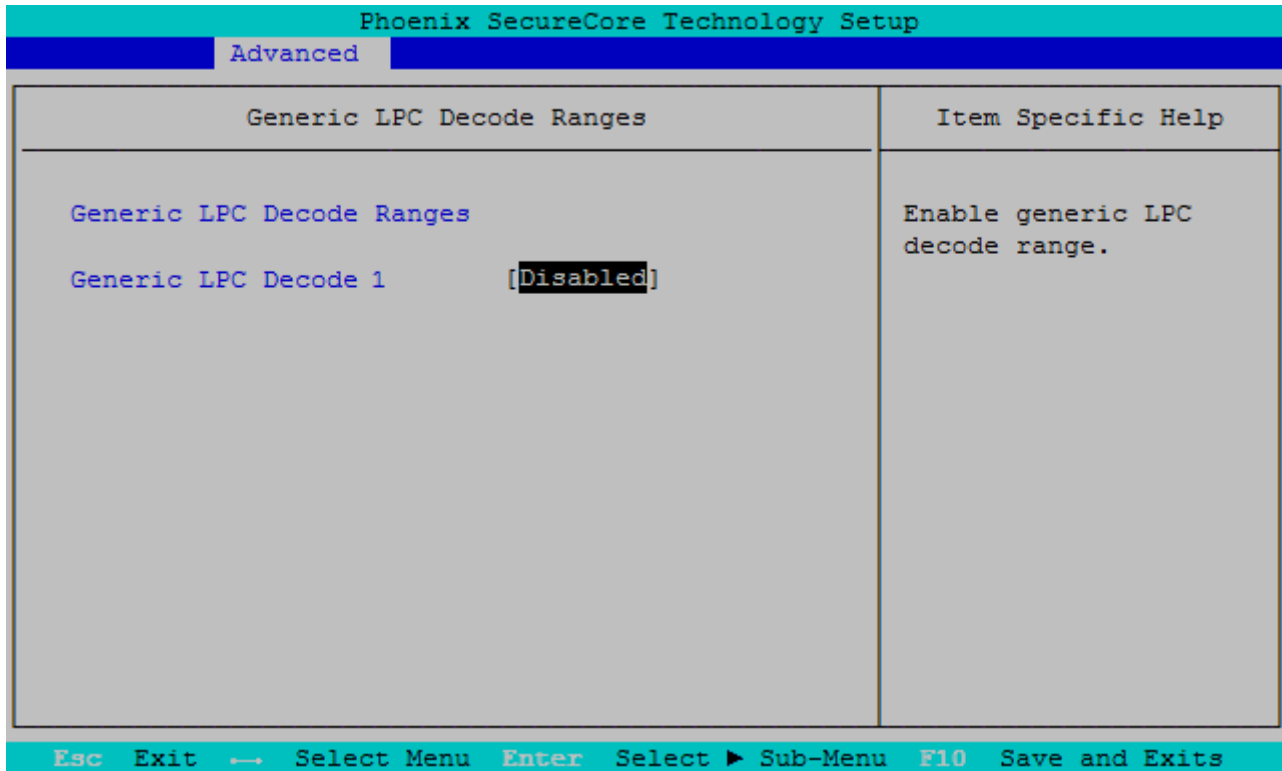 Phoenix SecureCore Technology Setup
Advanced
Generic LPC Decode Ranges
Item Specific Help
Generic LPC Decode Ranges
Generic LPC Decode 1 [Disabled]
Enable generic LPC
decode range.
Esc Exit ↔ Select Menu Enter Select ► Sub-Menu F10 Save and Exits